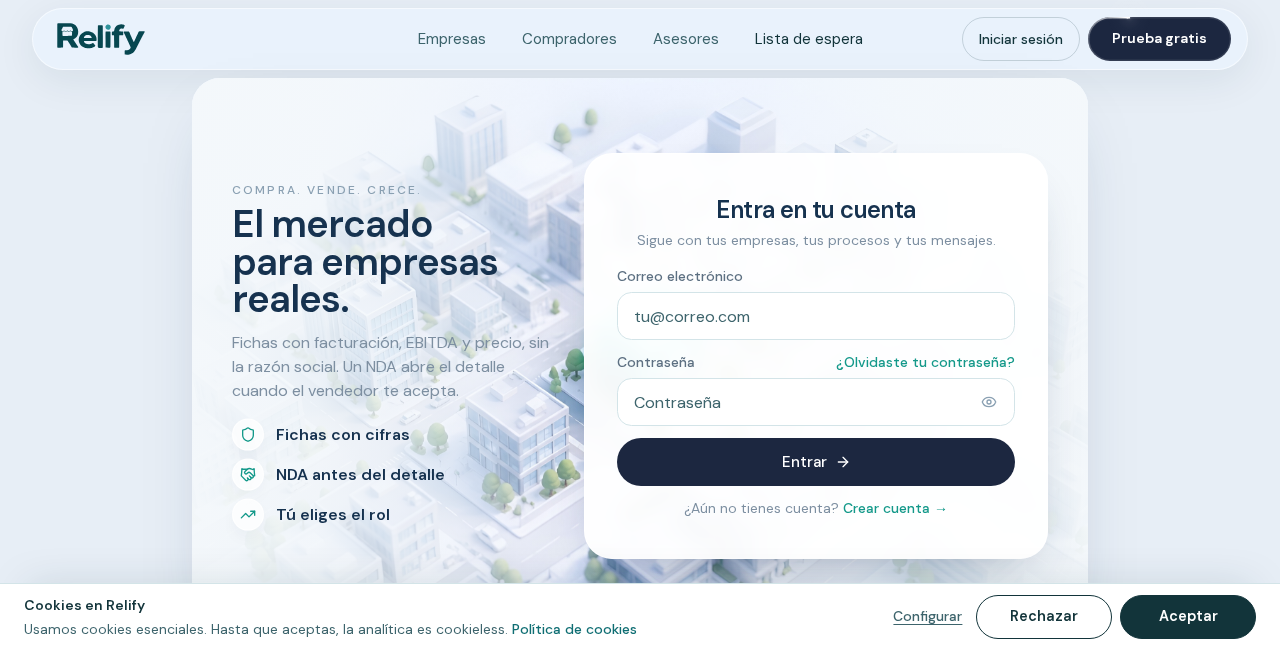 Relify
Empresas
Compradores
Asesores
Lista de espera
Iniciar sesión
Prueba gratis
COMPRA. VENDE. CRECE.
El mercado
para empresas
reales.
Fichas con facturación, EBITDA y precio, sin
la razón social. Un NDA abre el detalle
cuando el vendedor te acepta.
Fichas con cifras
NDA antes del detalle
Tú eliges el rol
Entra en tu cuenta
Sigue con tus empresas, tus procesos y tus mensajes.
Correo electrónico
tu@correo.com
Contraseña
¿Olvidaste tu contraseña?
Contraseña
Entrar →
¿Aún no tienes cuenta? Crear cuenta →
Cookies en Relify
Usamos cookies esenciales. Hasta que aceptas, la analítica es cookieless. Política de cookies
Configurar
Rechazar
Aceptar